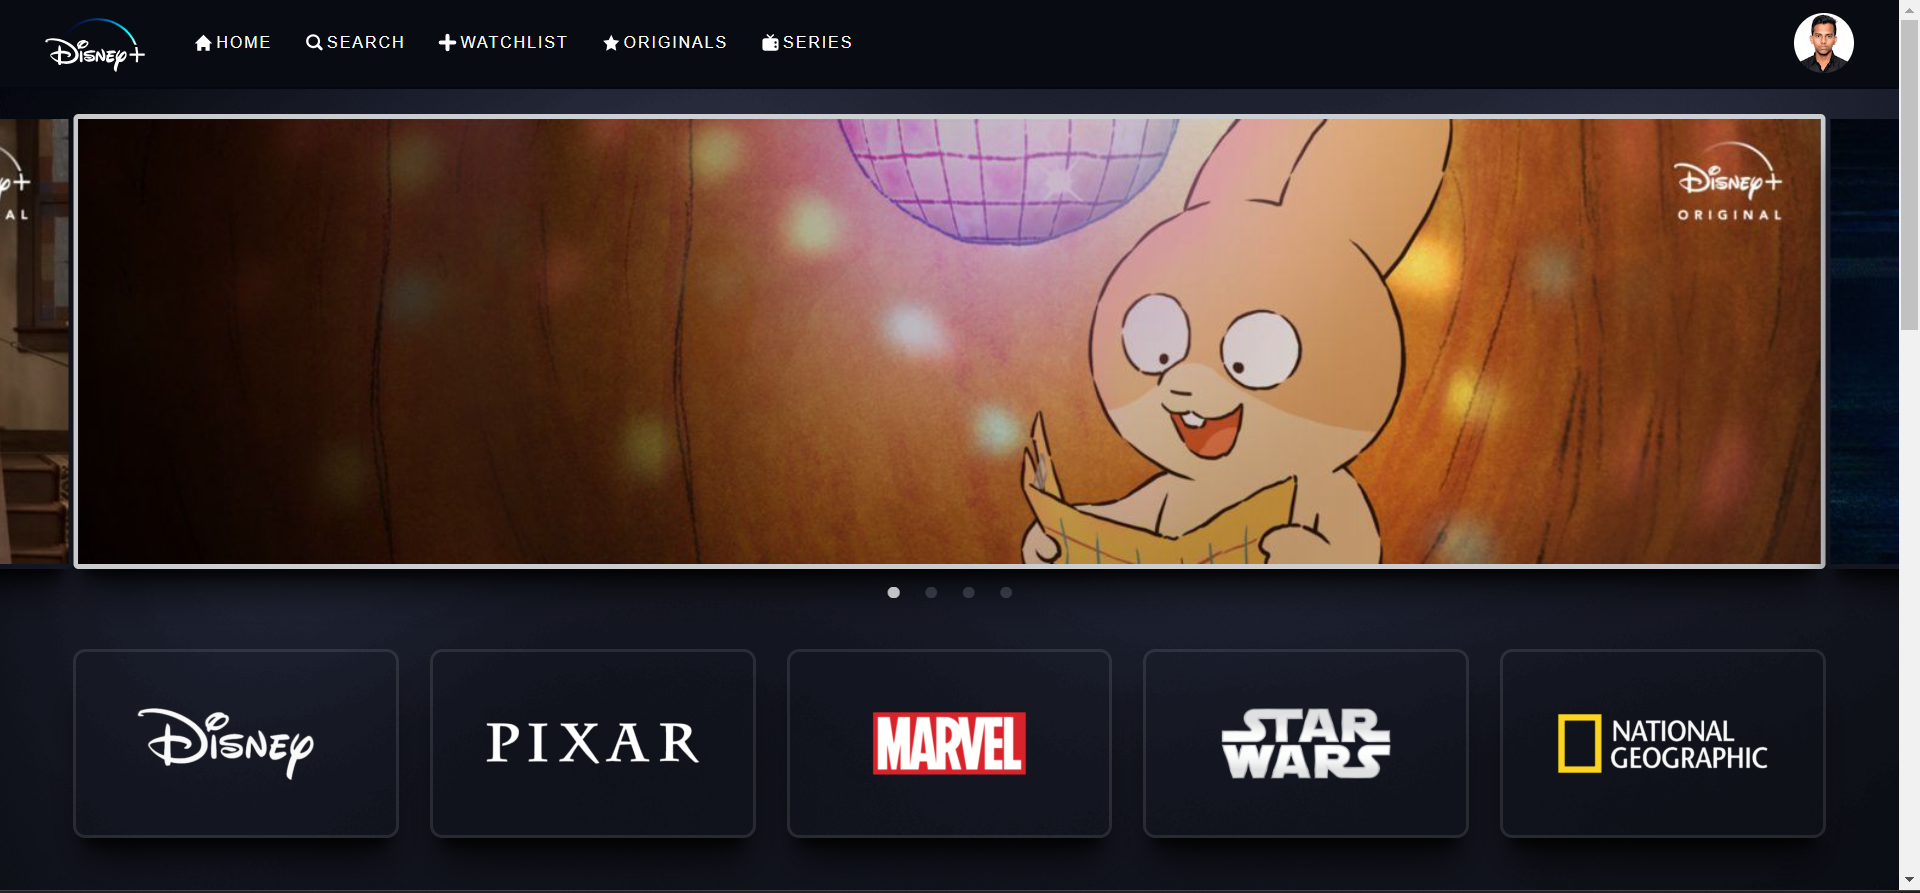 Disney+
HOME
SEARCH
WATCHLIST
ORIGINALS
SERIES
AL
Disney+
ORIGINAL
Disney
PIXAR
MARVEL
STAR
WARS
NATIONAL
GEOGRAPHIC